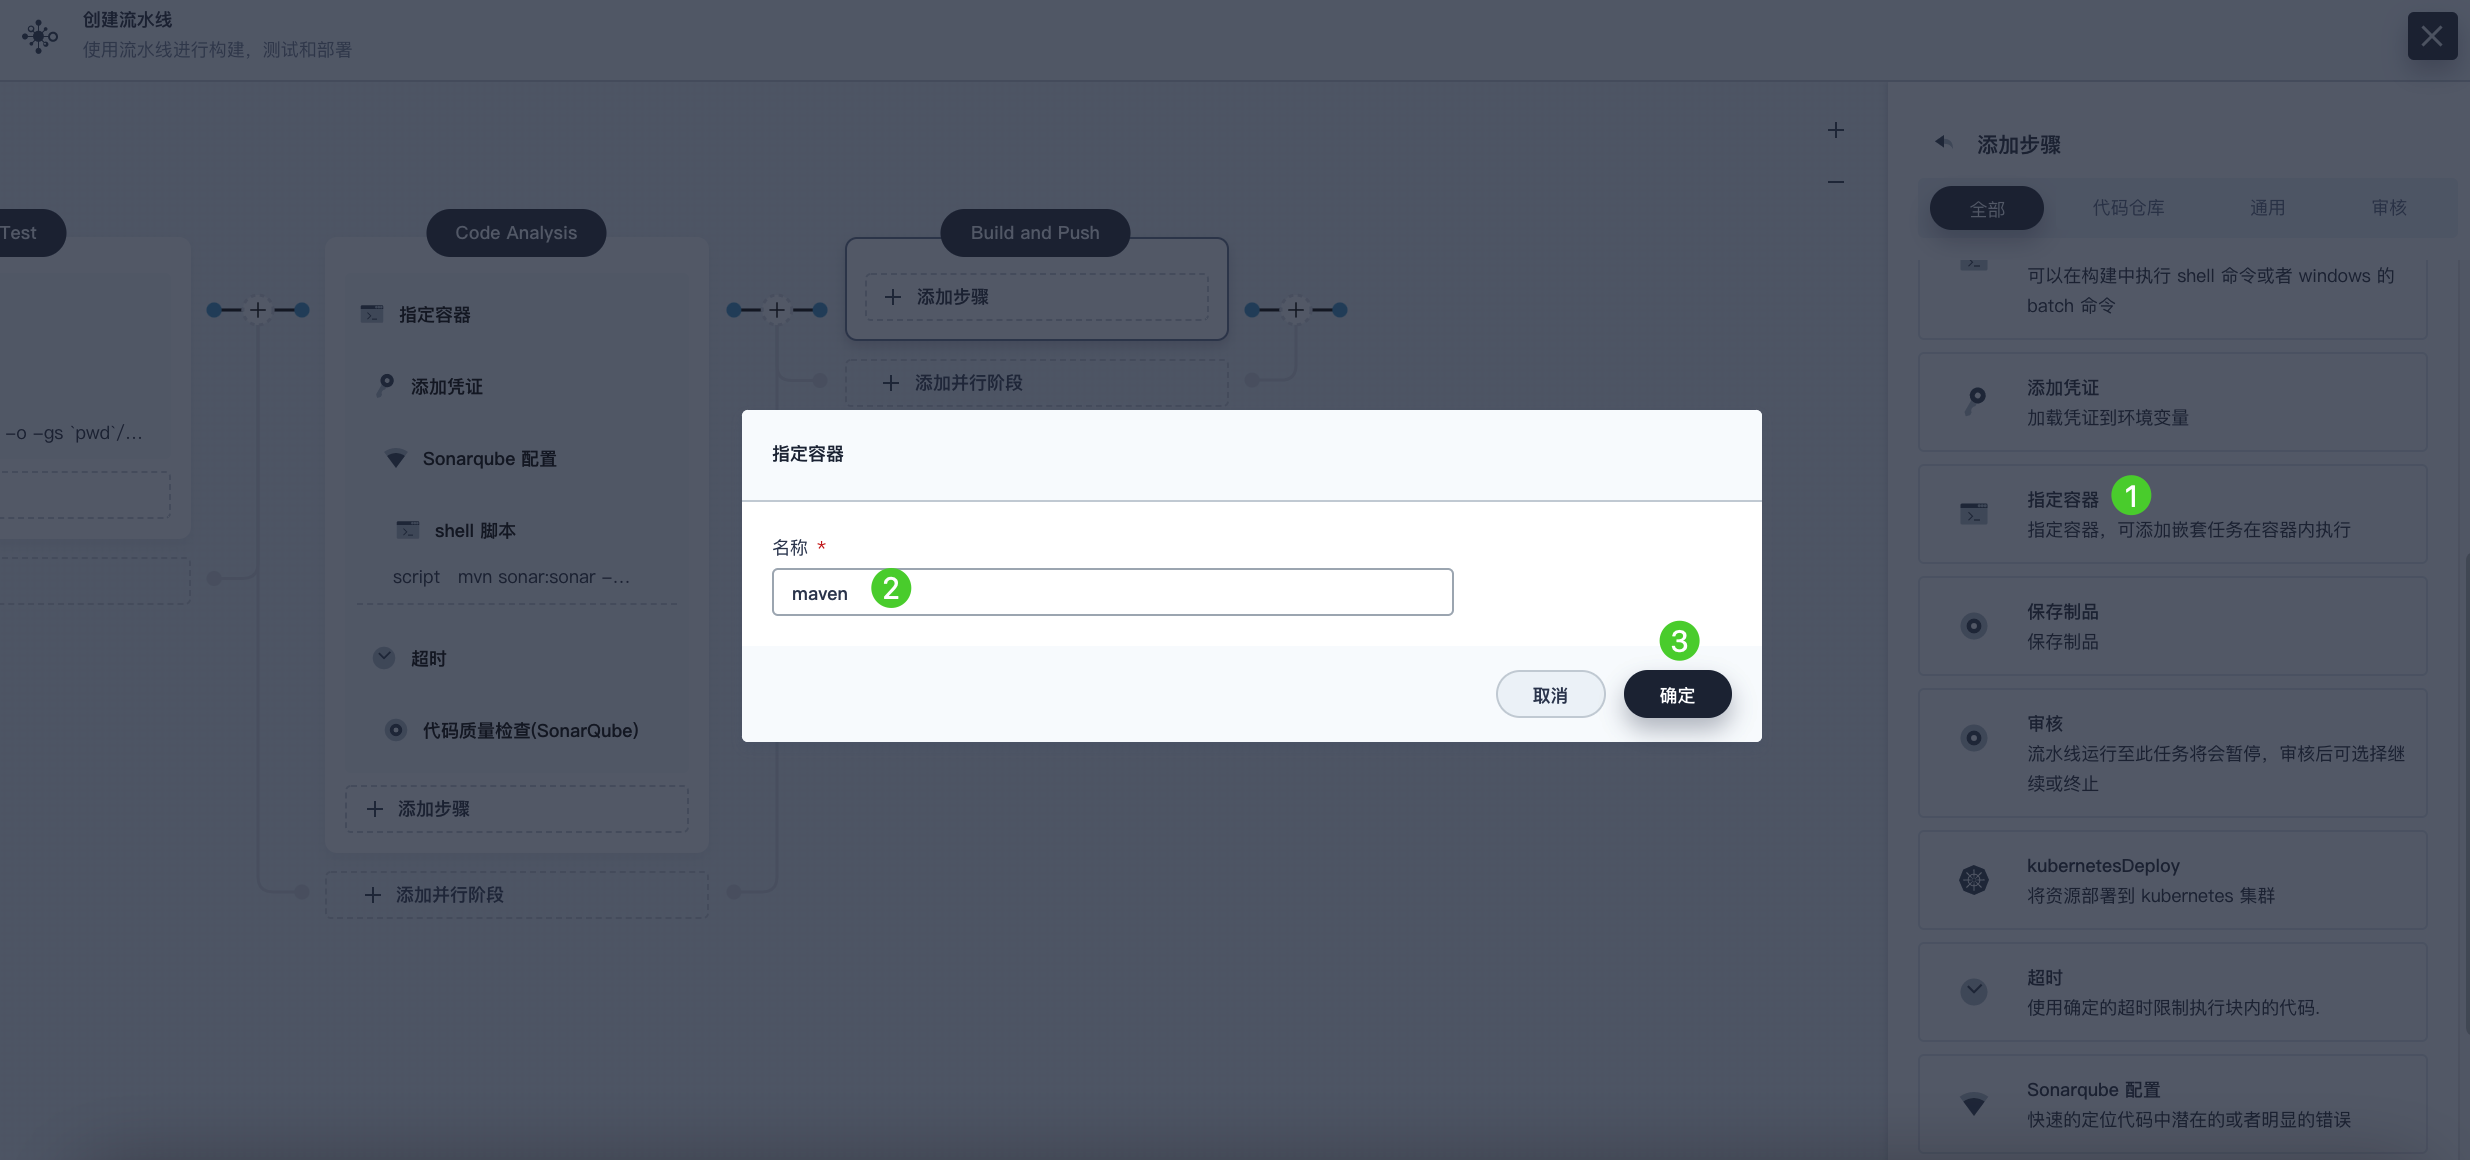 创建流水线
使用流水线进行构建，测试和部署
Test
-o -gs `pwd`/...
Code Analysis
指定容器
添加凭证
Sonarqube 配置
shell 脚本
script mvn sonar:sonar -...
超时
代码质量检查(SonarQube)
添加步骤
添加并行阶段
Build and Push
添加步骤
添加并行阶段
指定容器
名称 *
maven
2
3
取消
确定
添加步骤
全部 代码仓库 通用 审核
可以在构建中执行 shell 命令或者 windows 的
batch 命令
添加凭证
加载凭证到环境变量
指定容器 1
指定容器，可添加嵌套任务在容器内执行
保存制品
保存制品
审核
流水线运行至此任务将会暂停，审核后可选择继
续或终止
kubernetesDeploy
将资源部署到 kubernetes 集群
超时
使用确定的超时限制执行块内的代码.
Sonarqube 配置
快速的定位代码中潜在的或者明显的错误